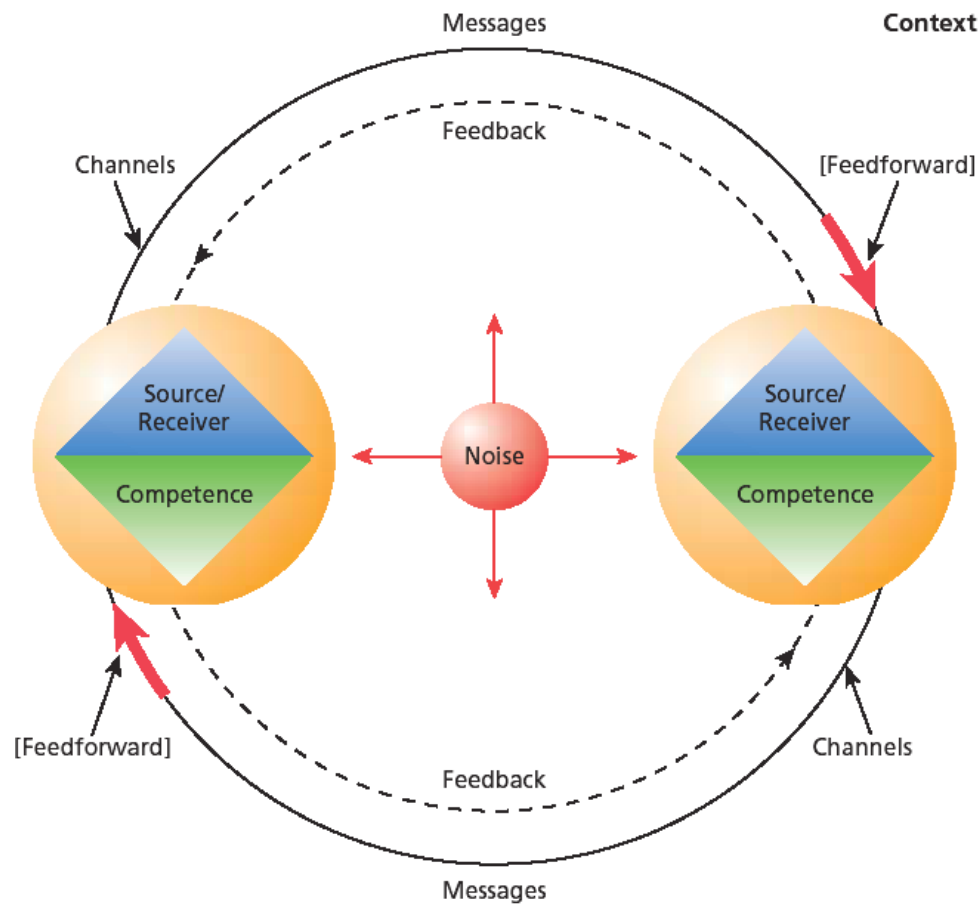 Messages
Context
Feedback
Channels
[Feedforward]
Source/
Receiver
Competence
Noise
Source/
Receiver
Competence
[Feedforward]
Channels
Feedback
Messages